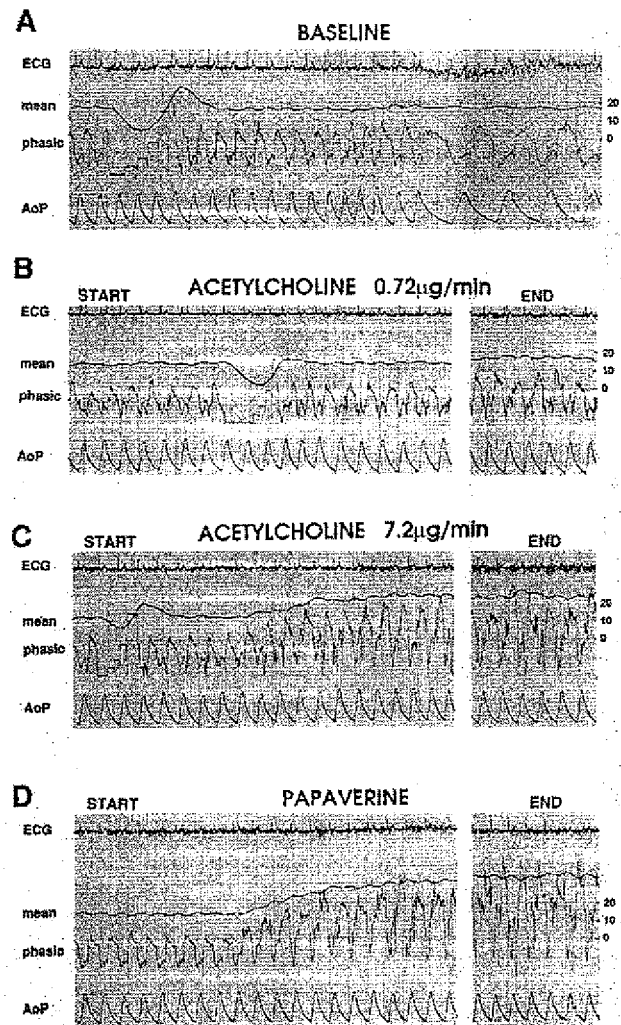 A
BASELINE
ECG
mean
phasic
AoP
20
10
0
B
START ACETYLCHOLINE 0.72μg/min END
ECG
mean
phasic
AoP
20
10
0
C
START ACETYLCHOLINE 7.2μg/min END
ECG
mean
phasic
AoP
20
10
0
D
START PAPAVERINE END
ECG
mean
phasic
AoP
20
10
0